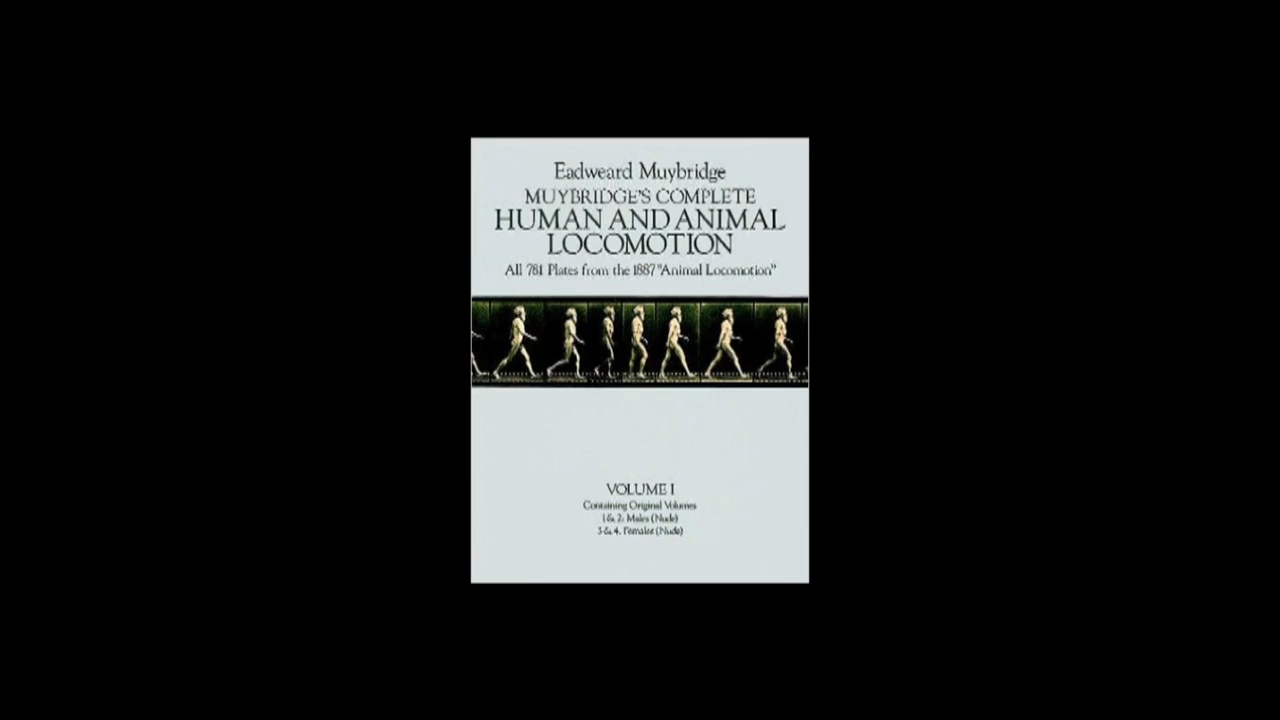 Eadweard Muybridge
MUYBRIDGE'S COMPLETE
HUMAN AND ANIMAL
LOCOMOTION
All 781 Plates from the 1887 "Animal Locomotion"
VOLUME I
Containing Original Volumes
1 & 2: Males (Nude)
3 & 4. Females (Nude)